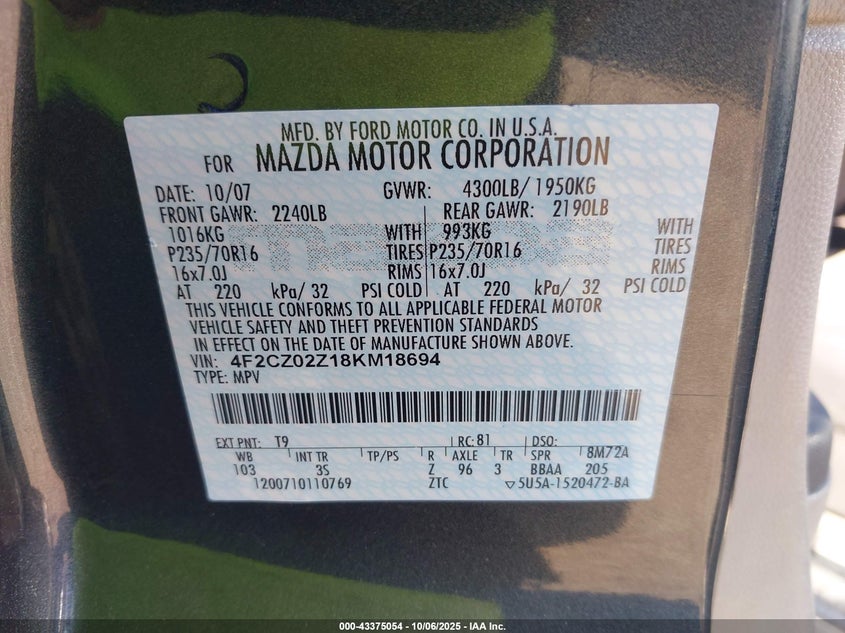 MFD. BY FORD MOTOR CO. IN U.S.A.
FOR MAZDA MOTOR CORPORATION
DATE: 10/07 GVWR: 4300LB/ 1950KG
FRONT GAWR: 2240LB REAR GAWR: 2190LB
1016KG WITH 993KG WITH
P235/70R16 TIRES P235/70R16 TIRES
16x7.0J RIMS 16x7.0J RIMS
AT 220 kPa/ 32 PSI COLD AT 220 kPa/ 32 PSI COLD
THIS VEHICLE CONFORMS TO ALL APPLICABLE FEDERAL MOTOR
VEHICLE SAFETY AND THEFT PREVENTION STANDARDS
IN EFFECT ON THE DATE OF MANUFACTURE SHOWN ABOVE.
VIN: 4F2CZ02Z18KM18694
TYPE: MPV
EXT PNT: T9 RC: 81 DSO:
WB INT TR TP/PS R AXLE TR SPR 8M72A
103 3S Z 96 3 BBAA 205
1200710110769 ZTC ▽5U5A-1520472-BA
000-43375054 - 10/06/2025 - IAA Inc.